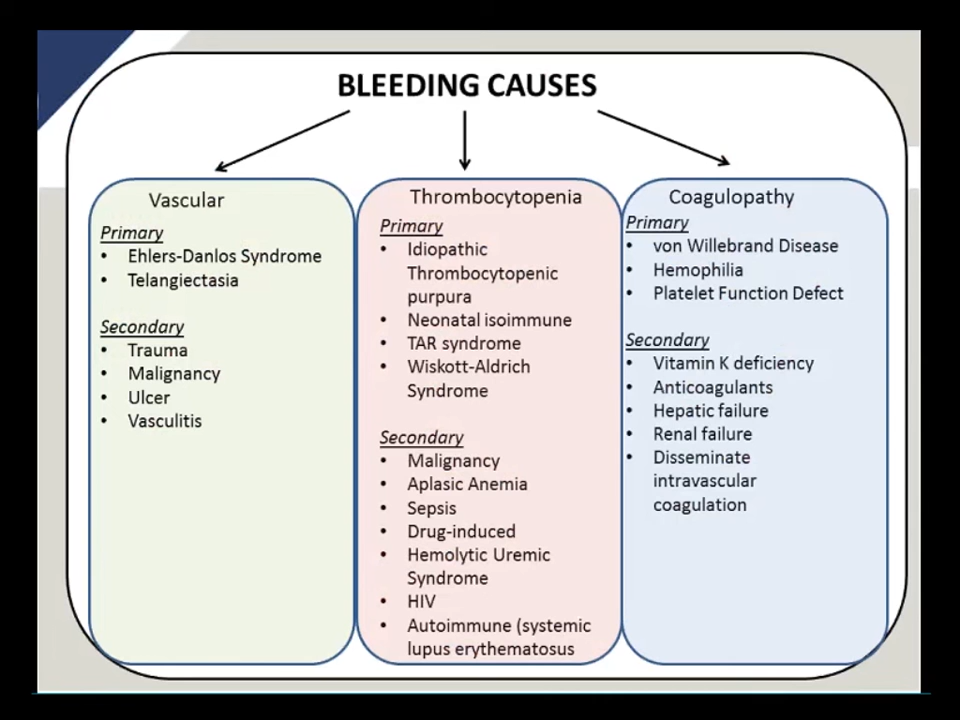 BLEEDING CAUSES
Vascular
Primary
• Ehlers-Danlos Syndrome
• Telangiectasia
Secondary
• Trauma
• Malignancy
• Ulcer
• Vasculitis
Thrombocytopenia
Primary
• Idiopathic
Thrombocytopenic
purpura
• Neonatal isoimmune
• TAR syndrome
• Wiskott-Aldrich
Syndrome
Secondary
• Malignancy
• Aplasic Anemia
• Sepsis
• Drug-induced
• Hemolytic Uremic
Syndrome
• HIV
• Autoimmune (systemic
lupus erythematosus
Coagulopathy
Primary
• von Willebrand Disease
• Hemophilia
• Platelet Function Defect
Secondary
• Vitamin K deficiency
• Anticoagulants
• Hepatic failure
• Renal failure
• Disseminate
intravascular
coagulation